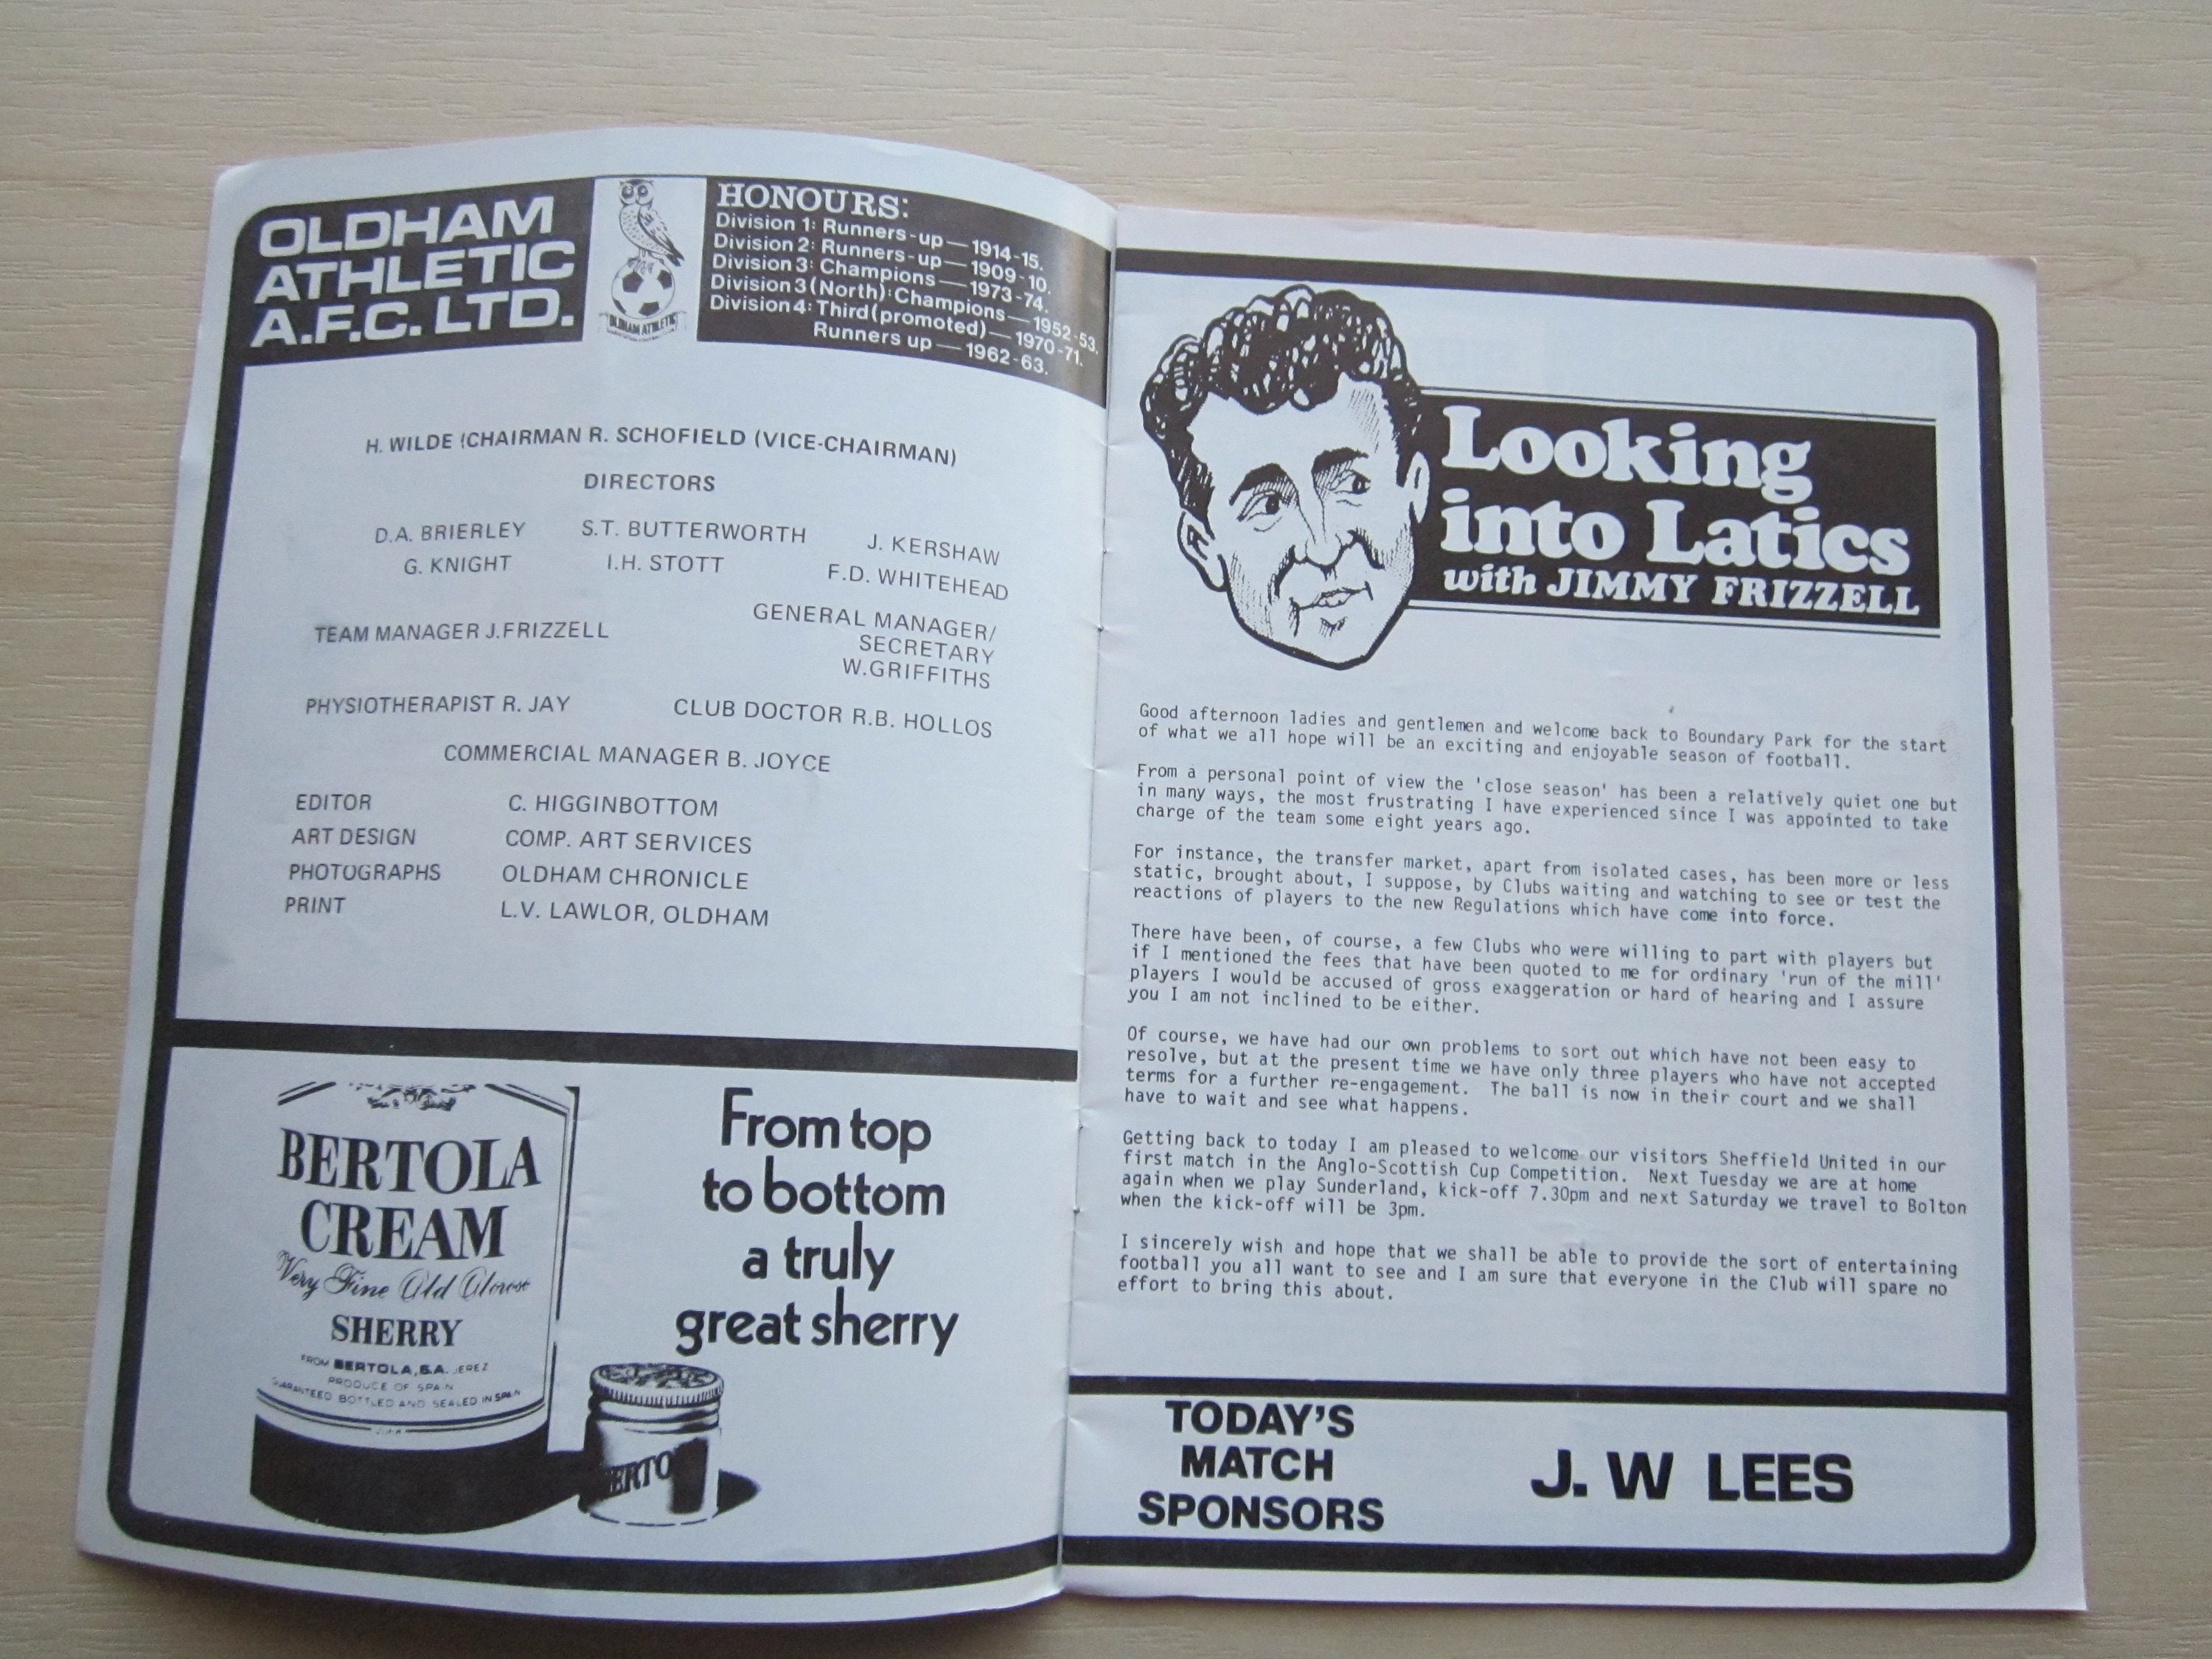 OLDHAM
ATHLETIC
A.F.C. LTD.
OLDHAM ATHLETIC
HONOURS:
Division 1: Runners-up — 1914-15.
Division 2: Runners-up — 1909-10.
Division 3: Champions — 1973-74.
Division 3 (North): Champions — 1952-53.
Division 4: Third (promoted) — 1970-71.
Runners up — 1962-63.
H. WILDE (CHAIRMAN R. SCHOFIELD (VICE-CHAIRMAN)
DIRECTORS
D.A. BRIERLEY S.T. BUTTERWORTH J. KERSHAW
G. KNIGHT I.H. STOTT F.D. WHITEHEAD
TEAM MANAGER J.FRIZZELL
GENERAL MANAGER/
SECRETARY
W.GRIFFITHS
PHYSIOTHERAPIST R. JAY CLUB DOCTOR R.B. HOLLOS
COMMERCIAL MANAGER B. JOYCE
EDITOR C. HIGGINBOTTOM
ART DESIGN COMP. ART SERVICES
PHOTOGRAPHS OLDHAM CHRONICLE
PRINT L.V. LAWLOR, OLDHAM
BERTOLA
CREAM
Very Fine Old Oloroso
SHERRY
FROM BERTOLA, S.A. JEREZ
PRODUCE OF SPAIN
GUARANTEED BOTTLED AND SEALED IN SPAIN
BERTO
From top
to bottom
a truly
great sherry
Looking
into Latics
with JIMMY FRIZZELL
Good afternoon ladies and gentlemen and welcome back to Boundary Park for the start
of what we all hope will be an exciting and enjoyable season of football.
From a personal point of view the 'close season' has been a relatively quiet one but
in many ways, the most frustrating I have experienced since I was appointed to take
charge of the team some eight years ago.
For instance, the transfer market, apart from isolated cases, has been more or less
static, brought about, I suppose, by Clubs waiting and watching to see or test the
reactions of players to the new Regulations which have come into force.
There have been, of course, a few Clubs who were willing to part with players but
if I mentioned the fees that have been quoted to me for ordinary 'run of the mill'
players I would be accused of gross exaggeration or hard of hearing and I assure
you I am not inclined to be either.
Of course, we have had our own problems to sort out which have not been easy to
resolve, but at the present time we have only three players who have not accepted
terms for a further re-engagement. The ball is now in their court and we shall
have to wait and see what happens.
Getting back to today I am pleased to welcome our visitors Sheffield United in our
first match in the Anglo-Scottish Cup Competition. Next Tuesday we are at home
again when we play Sunderland, kick-off 7.30pm and next Saturday we travel to Bolton
when the kick-off will be 3pm.
I sincerely wish and hope that we shall be able to provide the sort of entertaining
football you all want to see and I am sure that everyone in the Club will spare no
effort to bring this about.
TODAY'S
MATCH
SPONSORS
J. W LEES